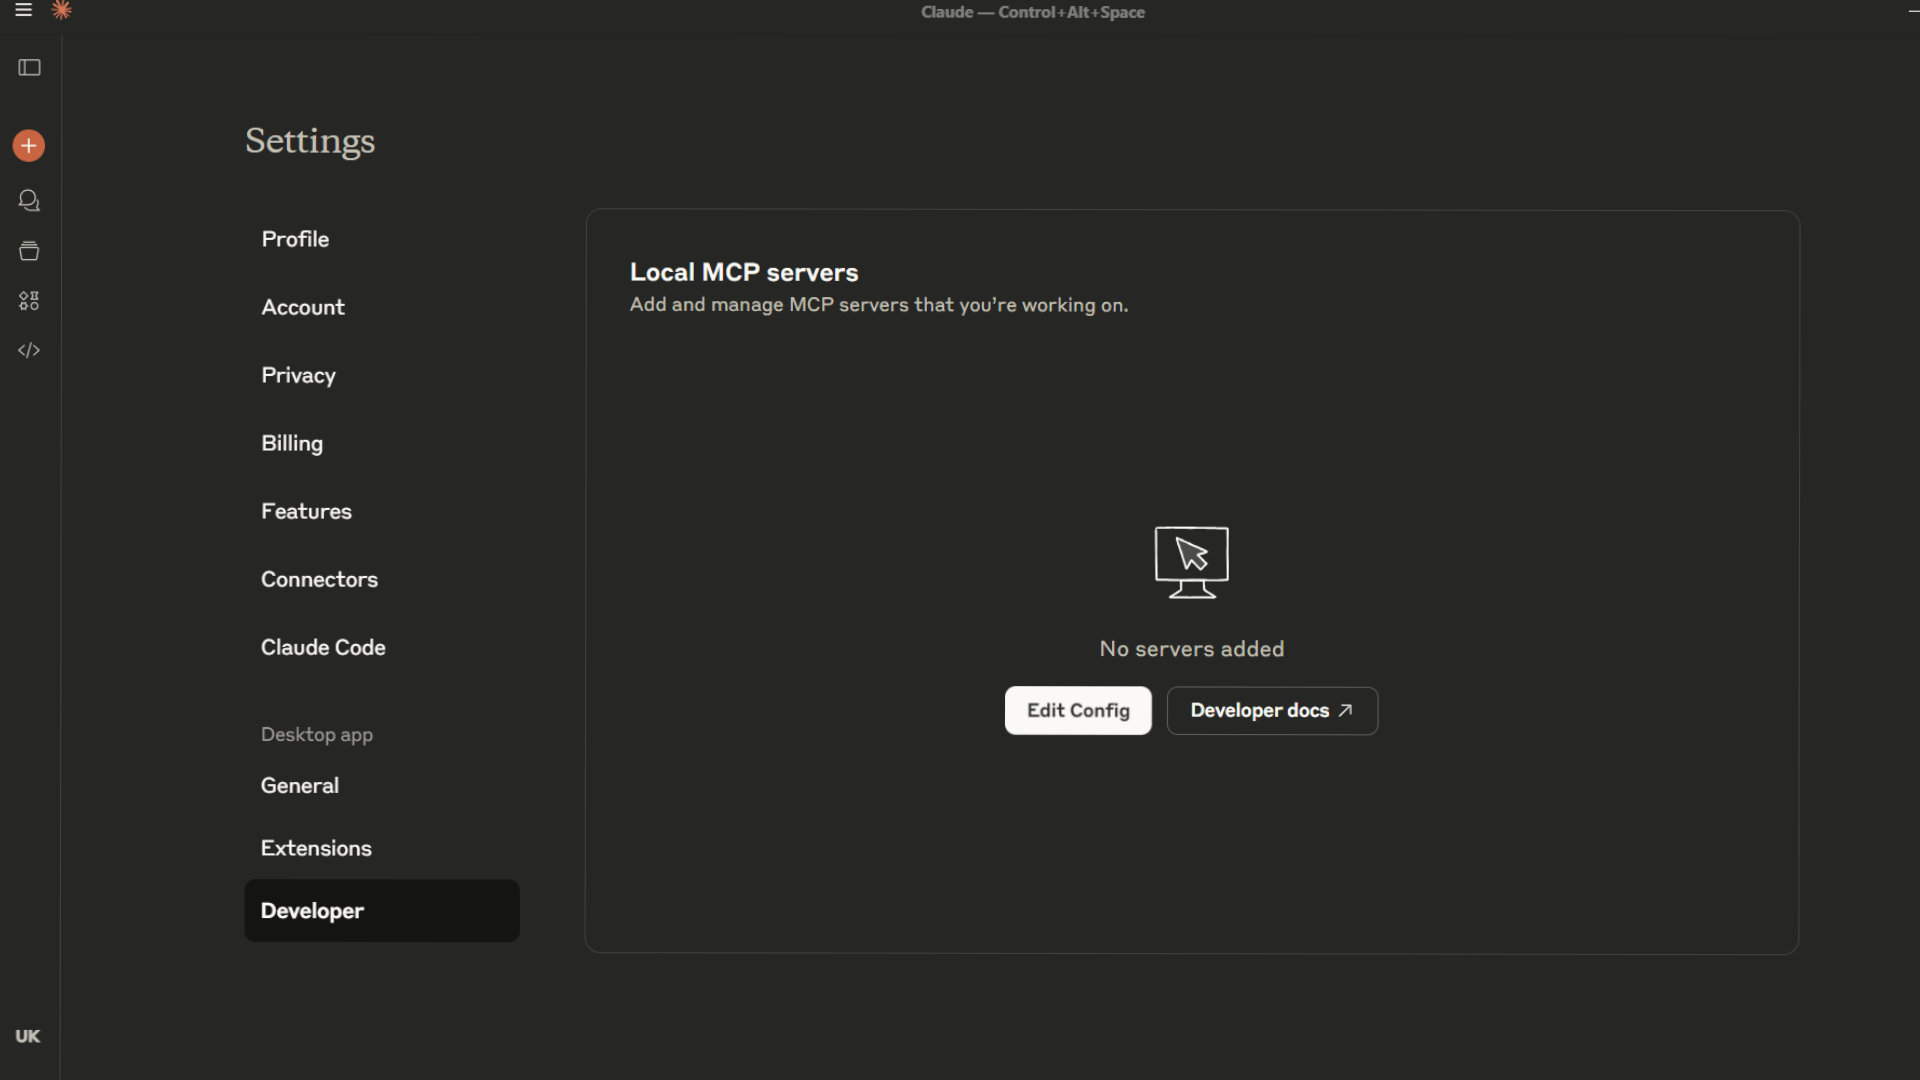 Claude — Control+Alt+Space
Settings
Profile
Account
Privacy
Billing
Features
Connectors
Claude Code
Desktop app
General
Extensions
Developer
Local MCP servers
Add and manage MCP servers that you’re working on.
No servers added
Edit Config
Developer docs
UK